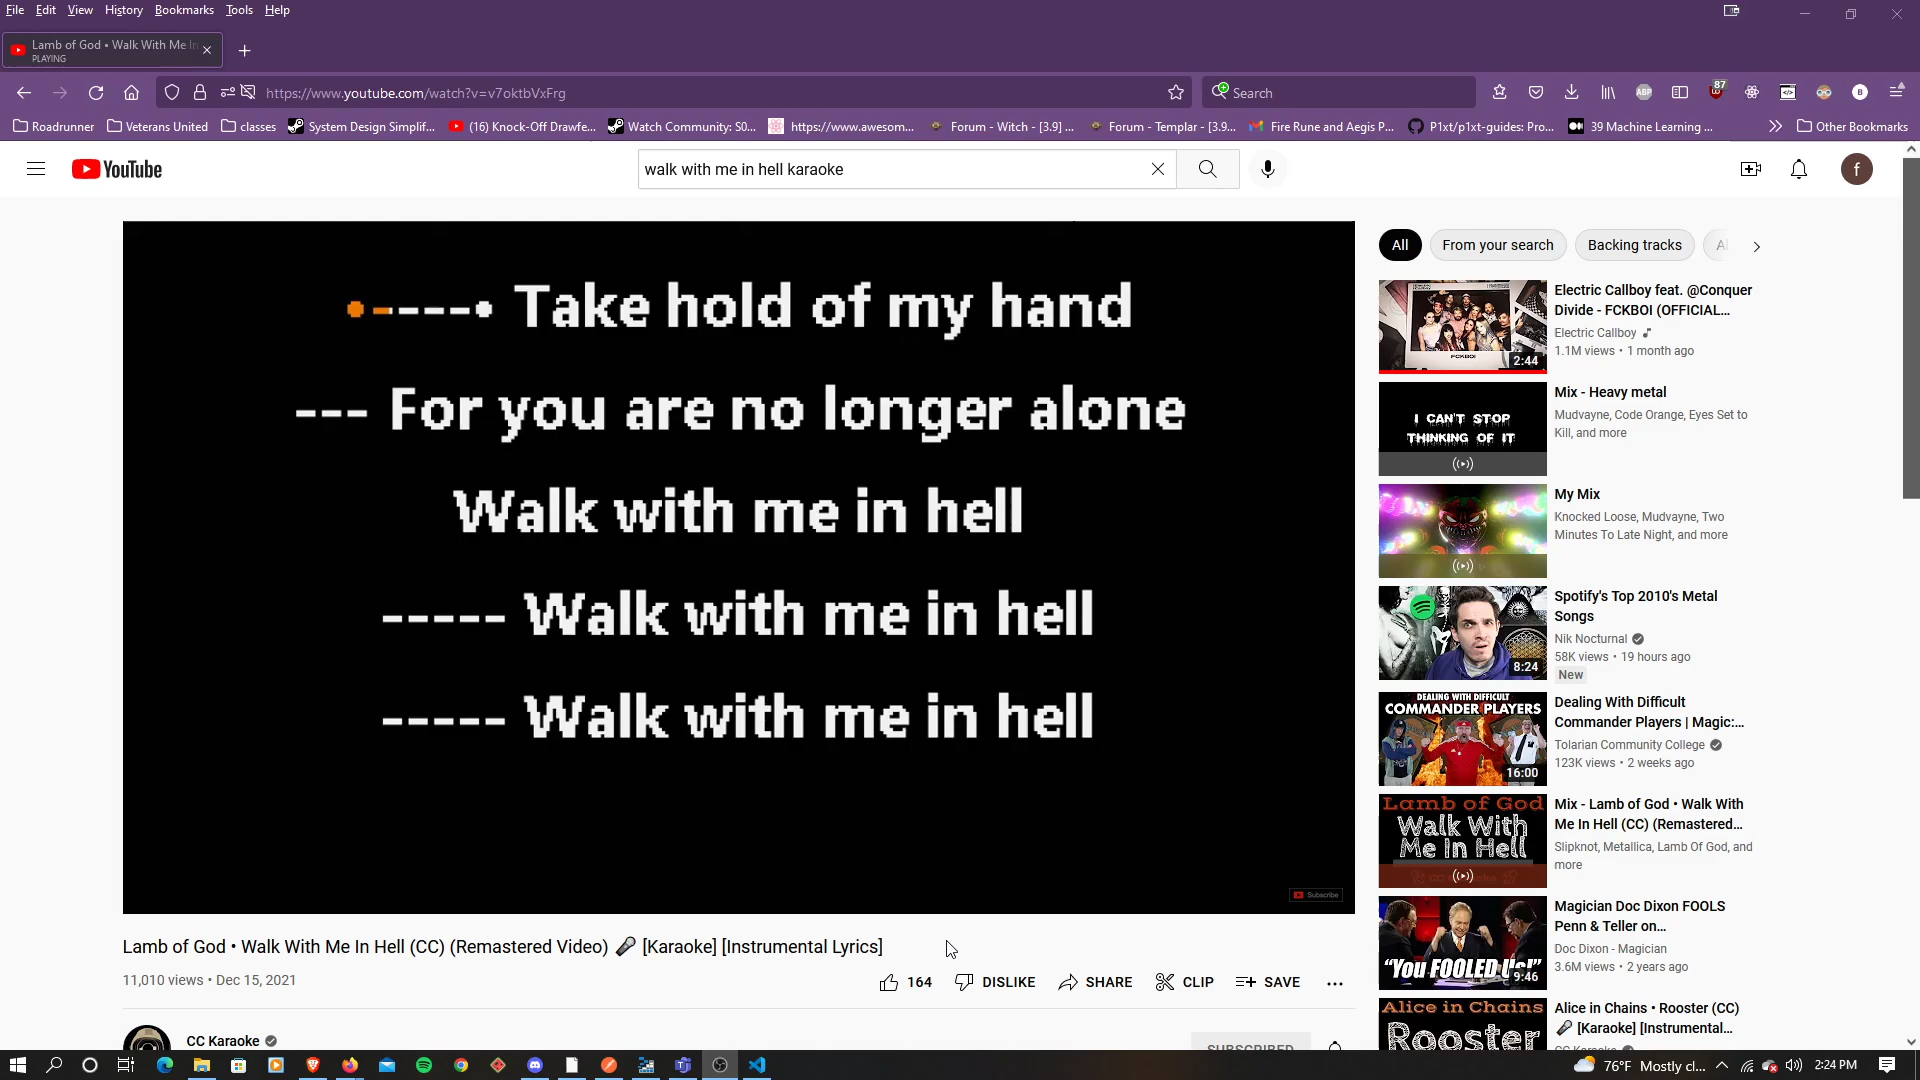 File Edit View History Bookmarks Tools Help
Lamb of God • Walk With Me In
PLAYING
https://www.youtube.com/watch?v=v7oktbVxFrg
Search
87
ABP
B
Roadrunner
Veterans United
classes
System Design Simplif...
(16) Knock-Off Drawfe...
Watch Community: S0...
https://www.awesom...
Forum - Witch - [3.9] ...
Forum - Templar - [3.9...
Fire Rune and Aegis P...
P1xt/p1xt-guides: Pro...
39 Machine Learning ...
Other Bookmarks
YouTube
walk with me in hell karaoke
f
----- Take hold of my hand
--- For you are no longer alone
Walk with me in hell
----- Walk with me in hell
----- Walk with me in hell
Subscribe
Lamb of God • Walk With Me In Hell (CC) (Remastered Video) 🎤 [Karaoke] [Instrumental Lyrics]
11,010 views • Dec 15, 2021
164 DISLIKE SHARE CLIP SAVE ...
CC Karaoke
SUBSCRIBED
All From your search Backing tracks
FCKBOI
2:44
Electric Callboy feat. @Conquer
Divide - FCKBOI (OFFICIAL...
Electric Callboy
1.1M views • 1 month ago
I CAN'T STOP
THINKING OF IT
Mix - Heavy metal
Mudvayne, Code Orange, Eyes Set to
Kill, and more
My Mix
Knocked Loose, Mudvayne, Two
Minutes To Late Night, and more
8:24
Spotify's Top 2010's Metal
Songs
Nik Nocturnal
58K views • 19 hours ago
New
DEALING WITH DIFFICULT
COMMANDER PLAYERS
16:00
Dealing With Difficult
Commander Players | Magic:...
Tolarian Community College
123K views • 2 weeks ago
Lamb of God
Walk With
Me In Hell
Mix - Lamb of God • Walk With
Me In Hell (CC) (Remastered...
Slipknot, Metallica, Lamb Of God, and
more
"You FOOLED Us!"
9:46
Magician Doc Dixon FOOLS
Penn & Teller on...
Doc Dixon - Magician
3.6M views • 2 years ago
Alice in Chains
Rooster
Alice in Chains • Rooster (CC)
🎤 [Karaoke] [Instrumental...
CC Karaoke
76°F Mostly cl...
2:24 PM